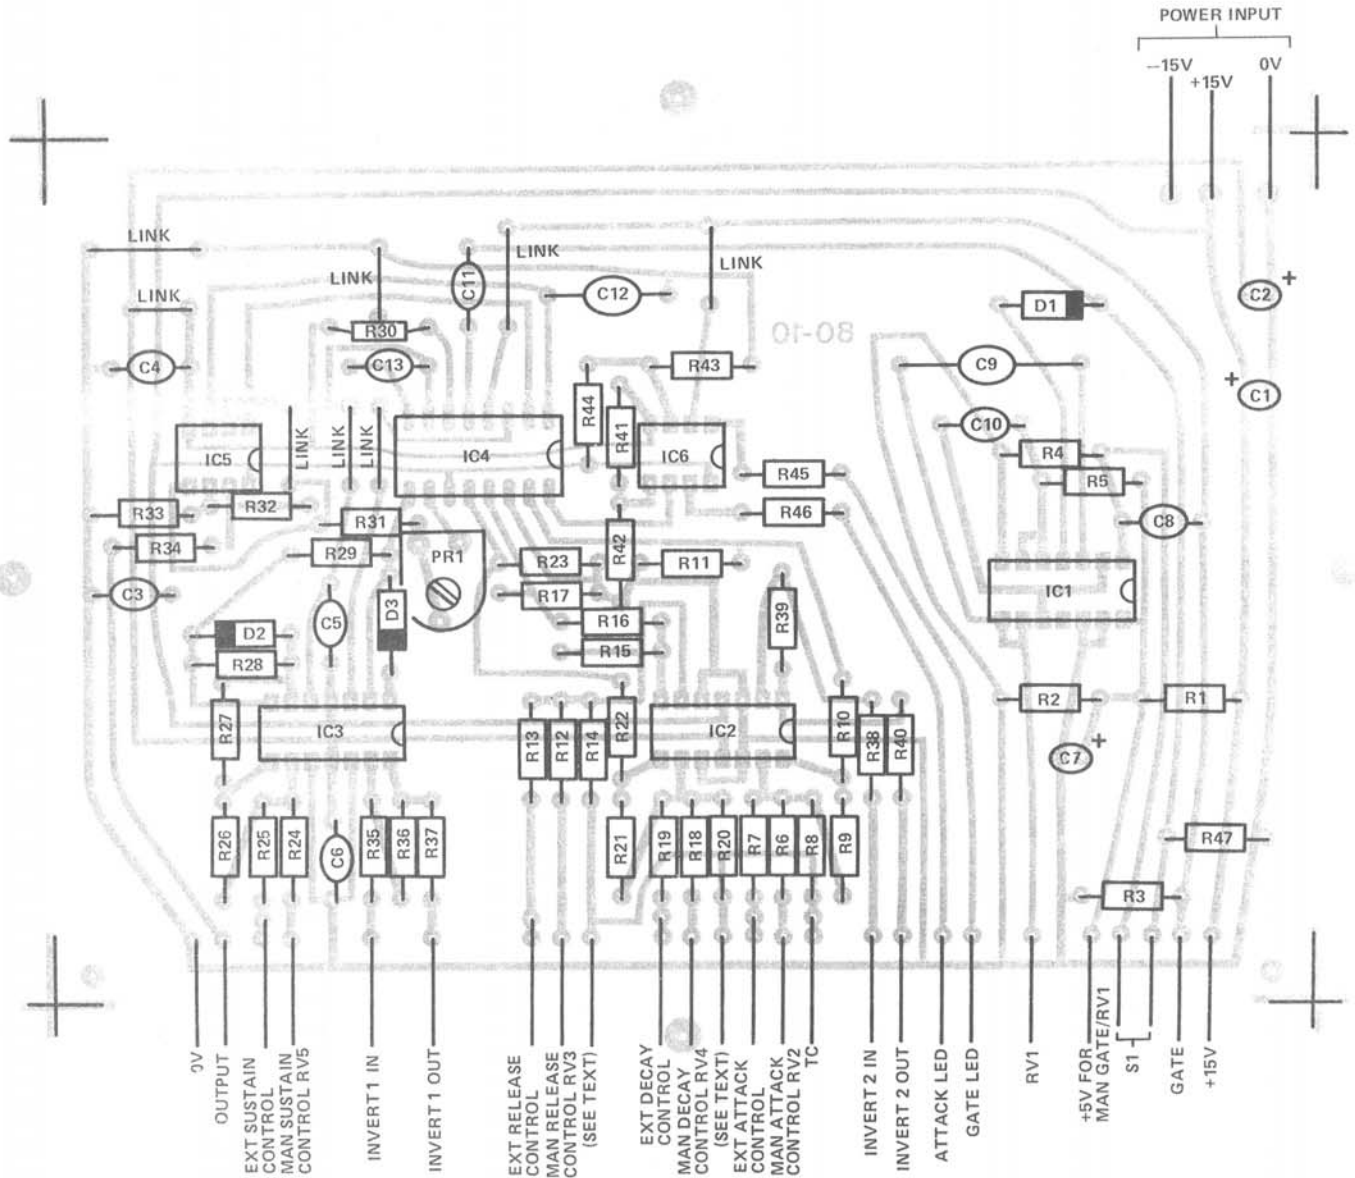 POWER INPUT
—15V
+15V
0V
LINK
LINK
C11
LINK
LINK
C2
+
LINK
C12
D1
R30
80-10
C4
C13
R43
C9
+
C1
R44
R41
C10
IC5
LINK
LINK
LINK
IC4
IC6
R45
R4
R5
R33
R32
R31
R46
C8
R34
R29
PR1
R23
R42
R11
C3
R17
IC1
C5
D3
R16
R39
D2
R15
R28
R27
IC3
R13
R12
R14
R22
IC2
R10
R38
R40
R2
R1
C7
+
R26
R25
R24
C6
R35
R36
R37
R21
R19
R18
R20
R7
R6
R8
R9
R47
R3
0V
OUTPUT
EXT SUSTAIN
CONTROL
MAN SUSTAIN
CONTROL RV5
INVERT 1 IN
INVERT 1 OUT
EXT RELEASE
CONTROL
MAN RELEASE
CONTROL RV3
(SEE TEXT)
EXT DECAY
CONTROL
MAN DECAY
CONTROL RV4
(SEE TEXT)
EXT ATTACK
CONTROL
MAN ATTACK
CONTROL RV2
TC
INVERT 2 IN
INVERT 2 OUT
ATTACK LED
GATE LED
RV1
+5V FOR
MAN GATE/RV1
S1
GATE
+15V